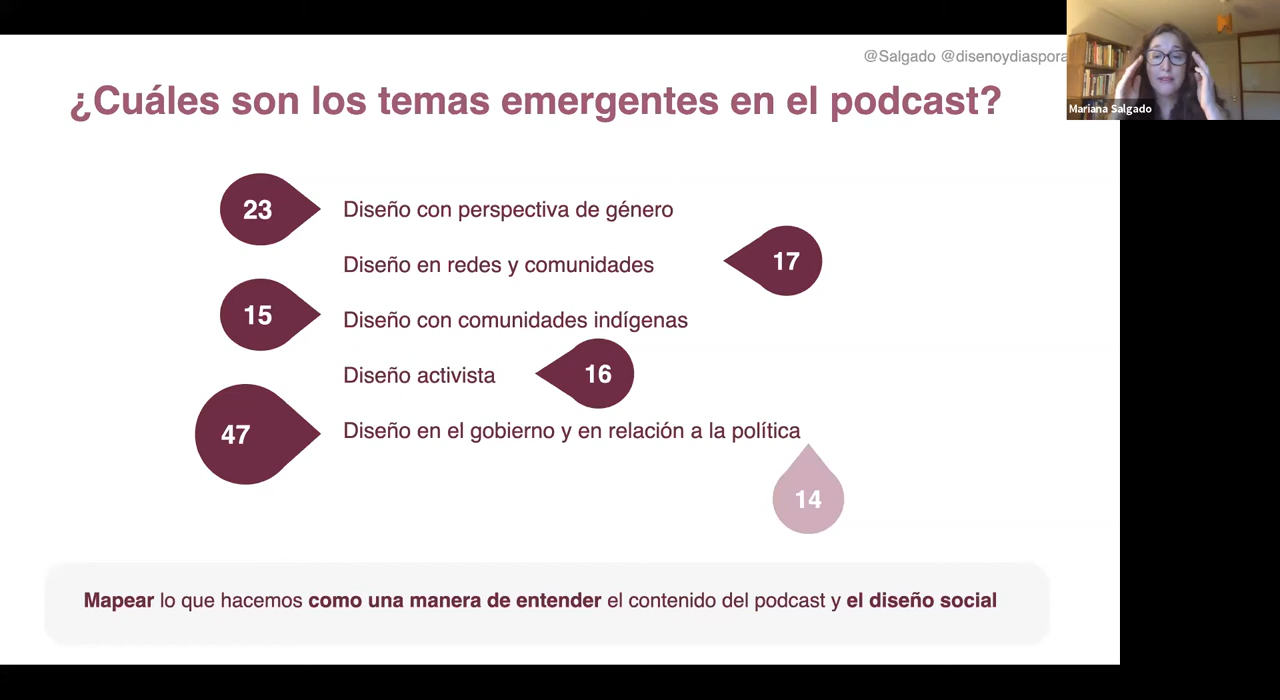 @Salgado @disenoydiaspora
¿Cuáles son los temas emergentes en el podcast?
Mariana Salgado
23 Diseño con perspectiva de género
Diseño en redes y comunidades 17
15 Diseño con comunidades indígenas
Diseño activista 16
47 Diseño en el gobierno y en relación a la política
14
Mapear lo que hacemos como una manera de entender el contenido del podcast y el diseño social